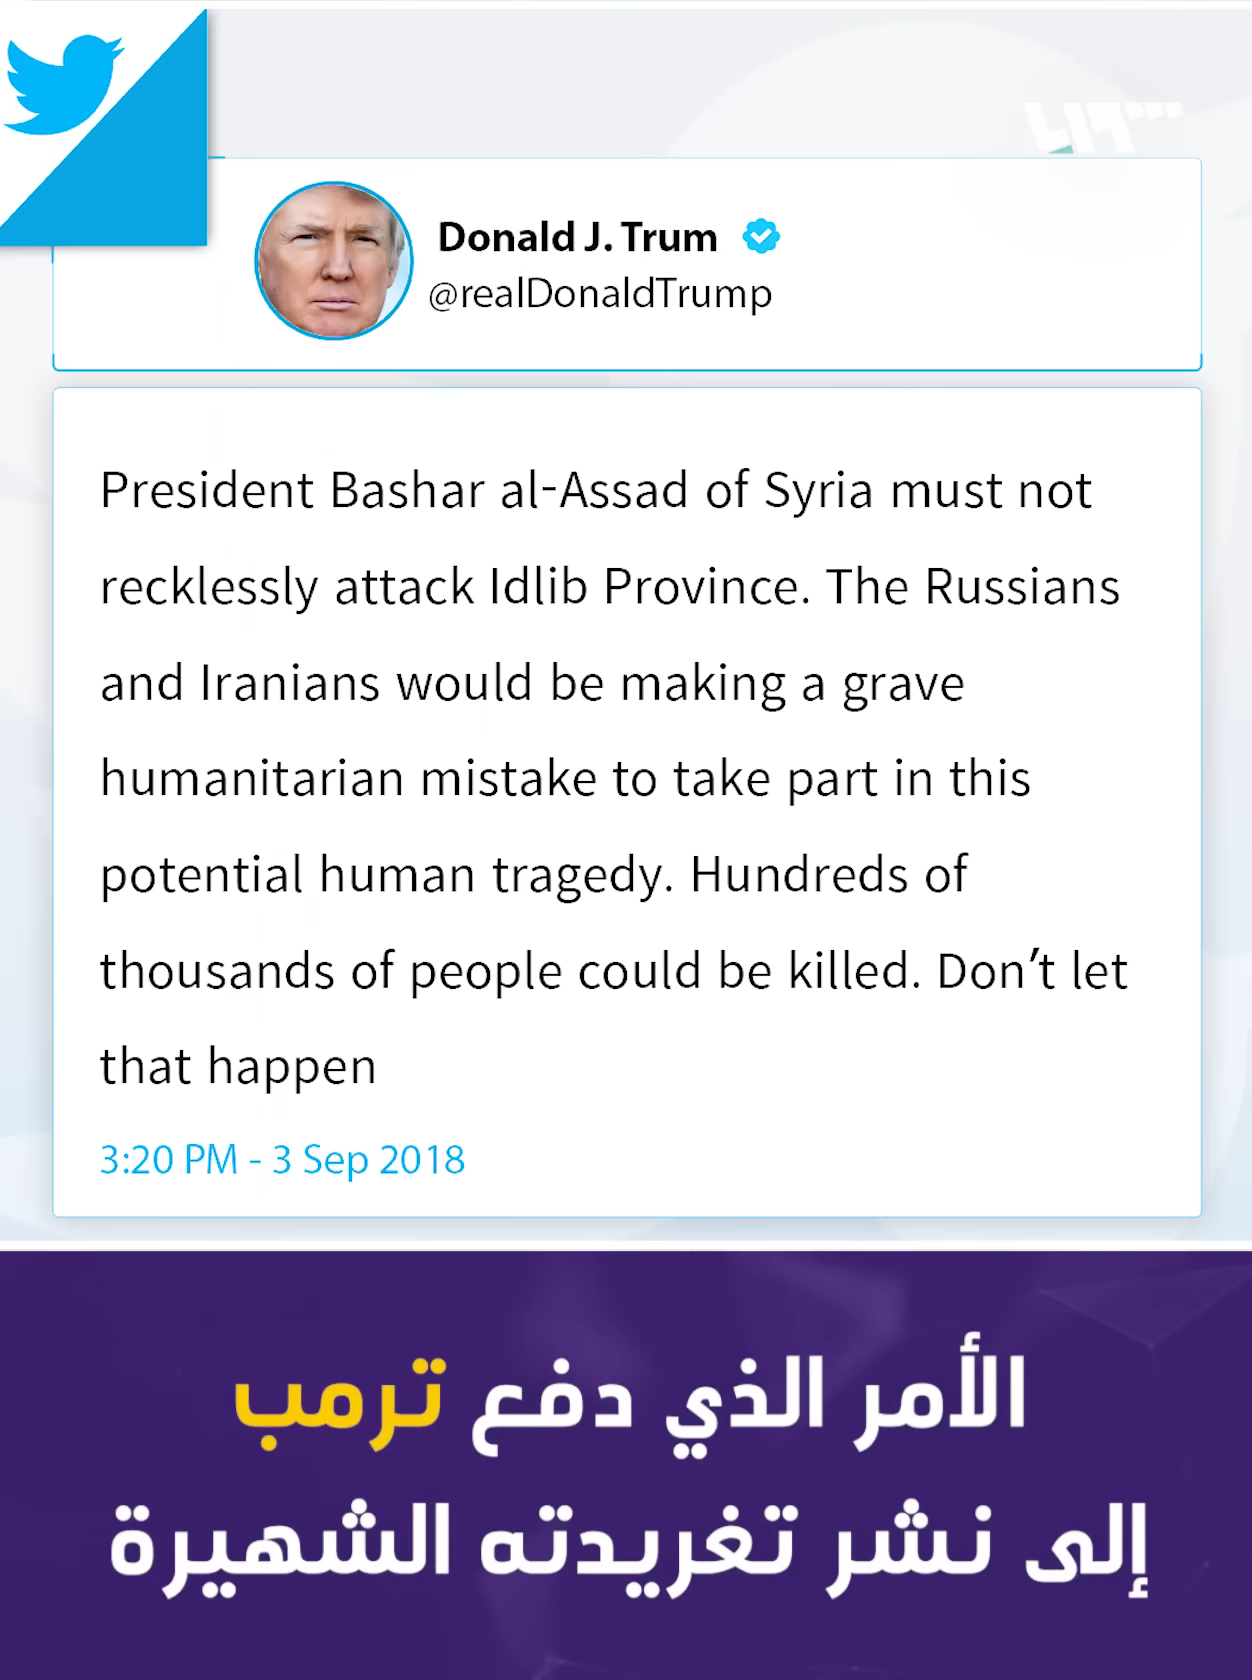 Donald J. Trum
@realDonaldTrump
President Bashar al-Assad of Syria must not
recklessly attack Idlib Province. The Russians
and Iranians would be making a grave
humanitarian mistake to take part in this
potential human tragedy. Hundreds of
thousands of people could be killed. Don’t let
that happen
3:20 PM - 3 Sep 2018
الأمر الذي دفع ترمب
إلى نشر تغريدته الشهيرة